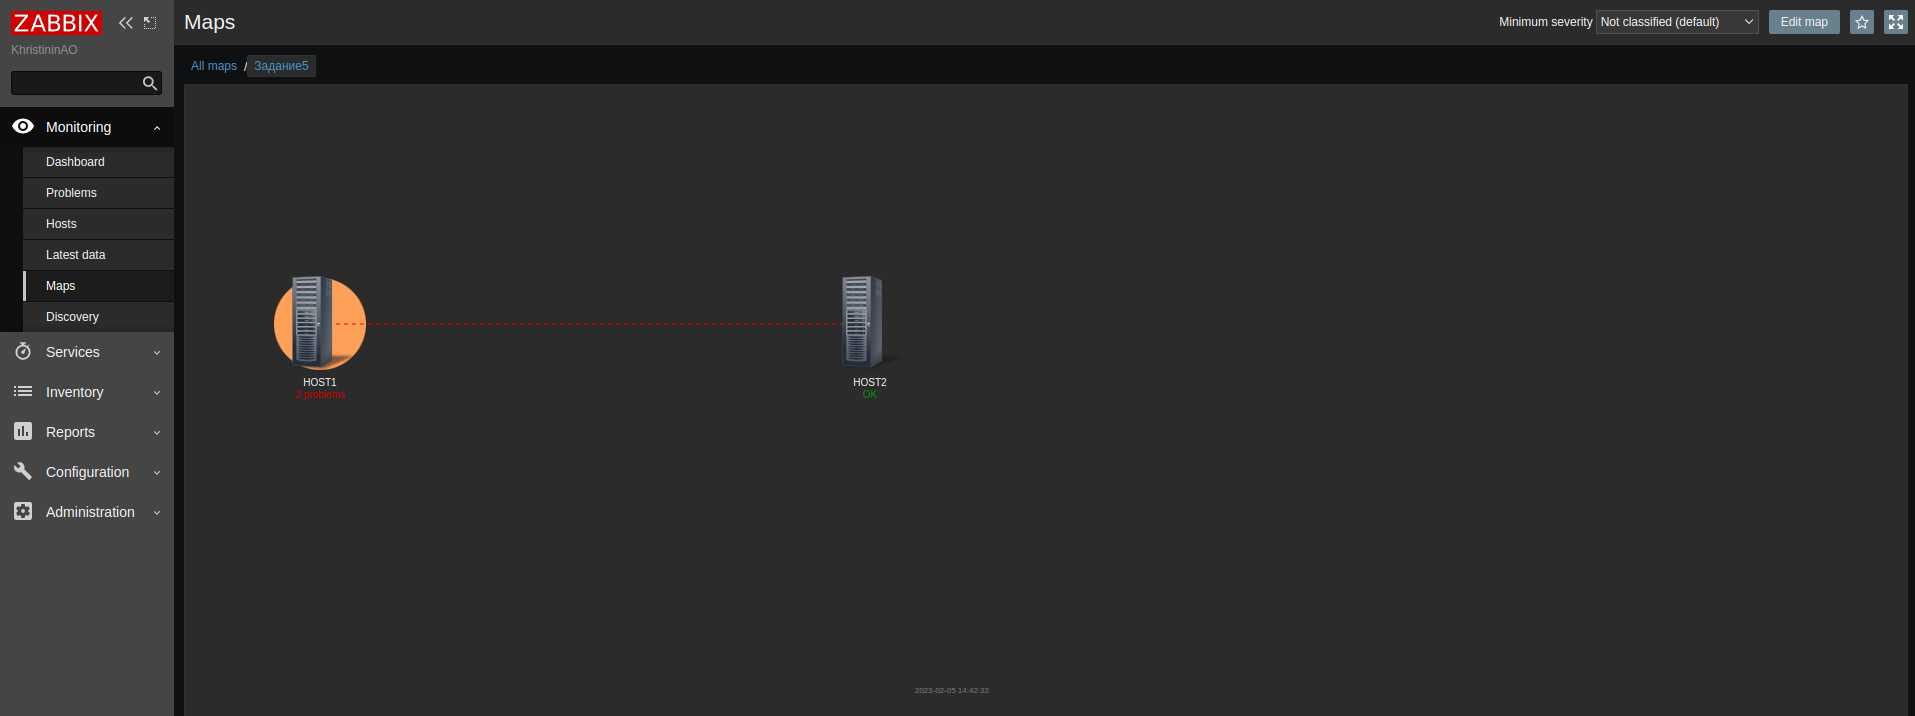 ZABBIX
KhristininAO
Monitoring
Dashboard
Problems
Hosts
Latest data
Maps
Discovery
Services
Inventory
Reports
Configuration
Administration
Maps
Minimum severity Not classified (default) Edit map
All maps / Задание5
HOST1
2 problems
HOST2
OK
2023-02-05 14:42:32